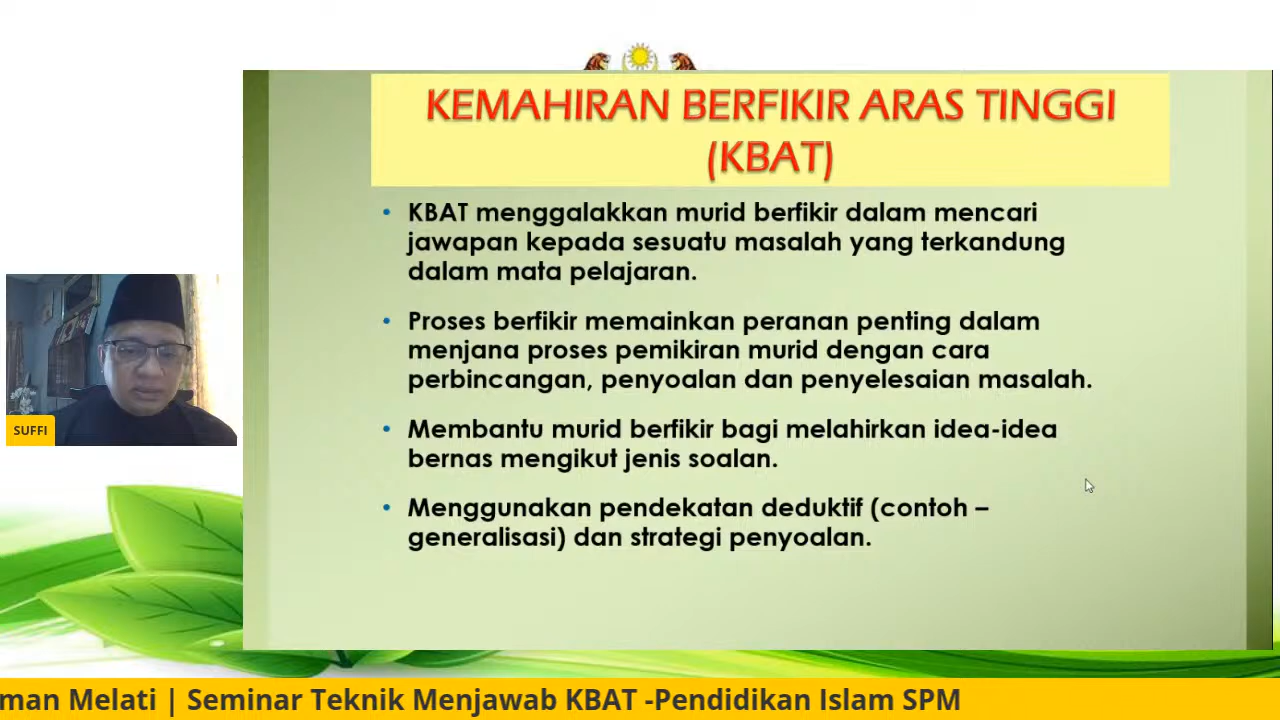 KEMAHIRAN BERFIKIR ARAS TINGGI
(KBAT)
• KBAT menggalakkan murid berfikir dalam mencari
jawapan kepada sesuatu masalah yang terkandung
dalam mata pelajaran.
• Proses berfikir memainkan peranan penting dalam
menjana proses pemikiran murid dengan cara
perbincangan, penyoalan dan penyelesaian masalah.
• Membantu murid berfikir bagi melahirkan idea-idea
bernas mengikut jenis soalan.
• Menggunakan pendekatan deduktif (contoh –
generalisasi) dan strategi penyoalan.
SUFFI
man Melati | Seminar Teknik Menjawab KBAT -Pendidikan Islam SPM